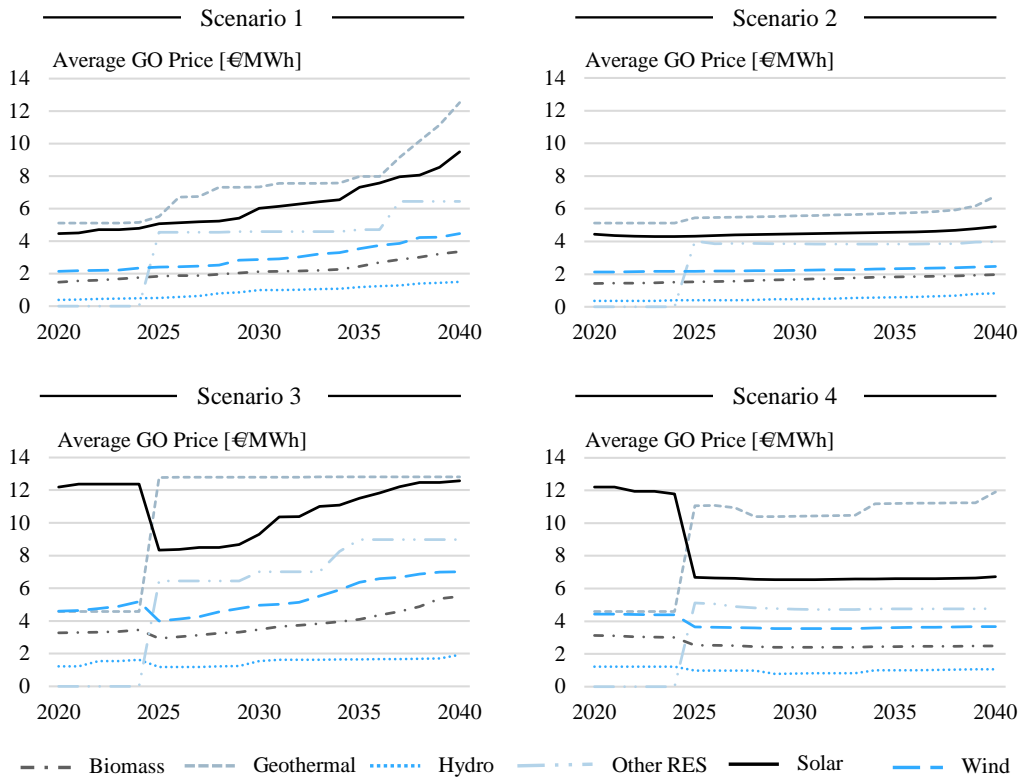 Scenario 1
Average GO Price [€/MWh]
14
12
10
8
6
4
2
0
2020 2025 2030 2035 2040
Scenario 2
Average GO Price [€/MWh]
14
12
10
8
6
4
2
0
2020 2025 2030 2035 2040
Scenario 3
Average GO Price [€/MWh]
14
12
10
8
6
4
2
0
2020 2025 2030 2035 2040
Scenario 4
Average GO Price [€/MWh]
14
12
10
8
6
4
2
0
2020 2025 2030 2035 2040
Biomass Geothermal Hydro Other RES Solar Wind